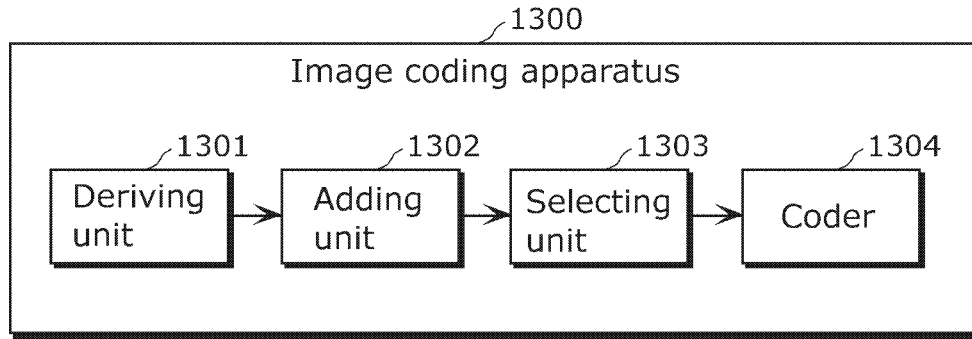 1300
Image coding apparatus
1301
1302
1303
1304
Deriving
unit
Adding
unit
Selecting
unit
Coder